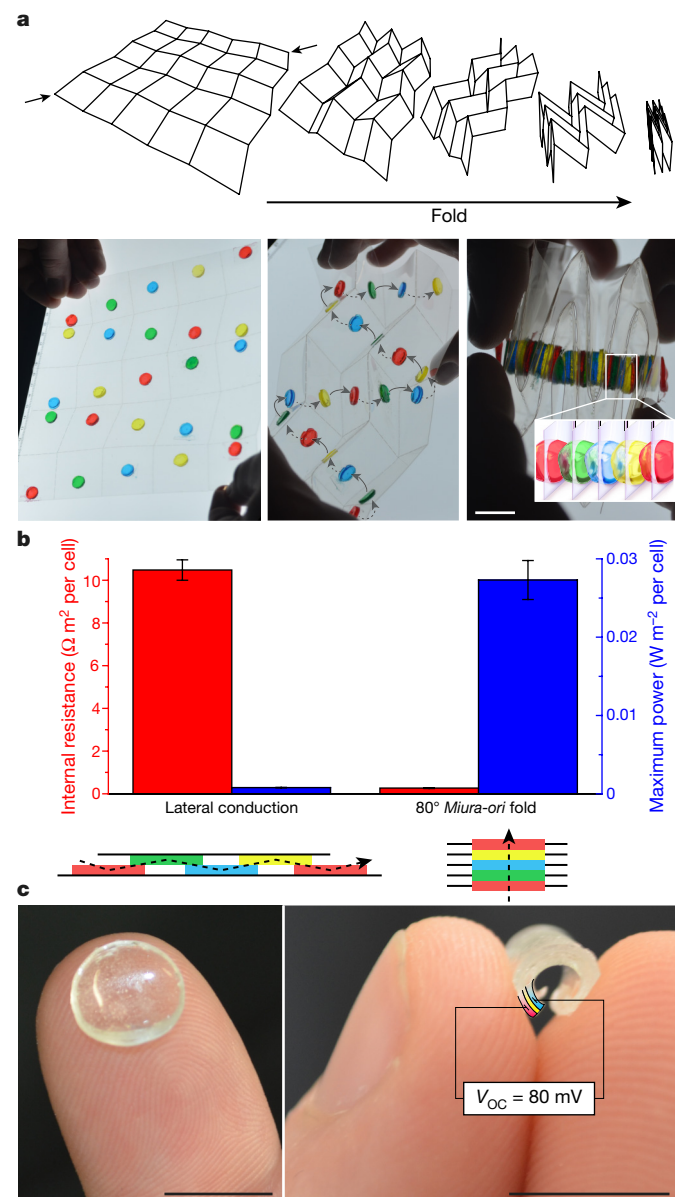 a
Fold
b
Internal resistance (Ω m² per cell)
10
8
6
4
2
0
0.03
0.02
0.01
0
Maximum power (W m⁻² per cell)
Lateral conduction
80° Miura-ori fold
c
V_OC = 80 mV